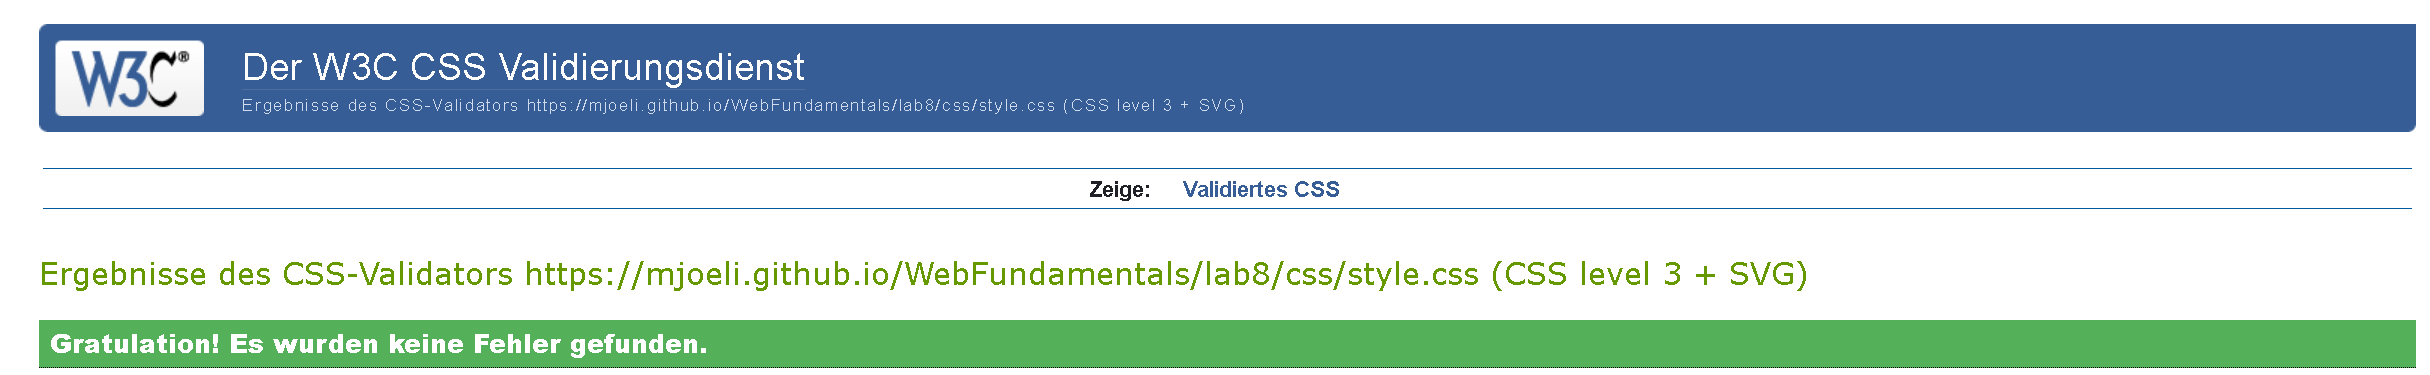 W3C®
Der W3C CSS Validierungsdienst
Ergebnisse des CSS-Validators https://mjoeli.github.io/WebFundamentals/lab8/css/style.css (CSS level 3 + SVG)
Zeige: Validiertes CSS
Ergebnisse des CSS-Validators https://mjoeli.github.io/WebFundamentals/lab8/css/style.css (CSS level 3 + SVG)
Gratulation! Es wurden keine Fehler gefunden.